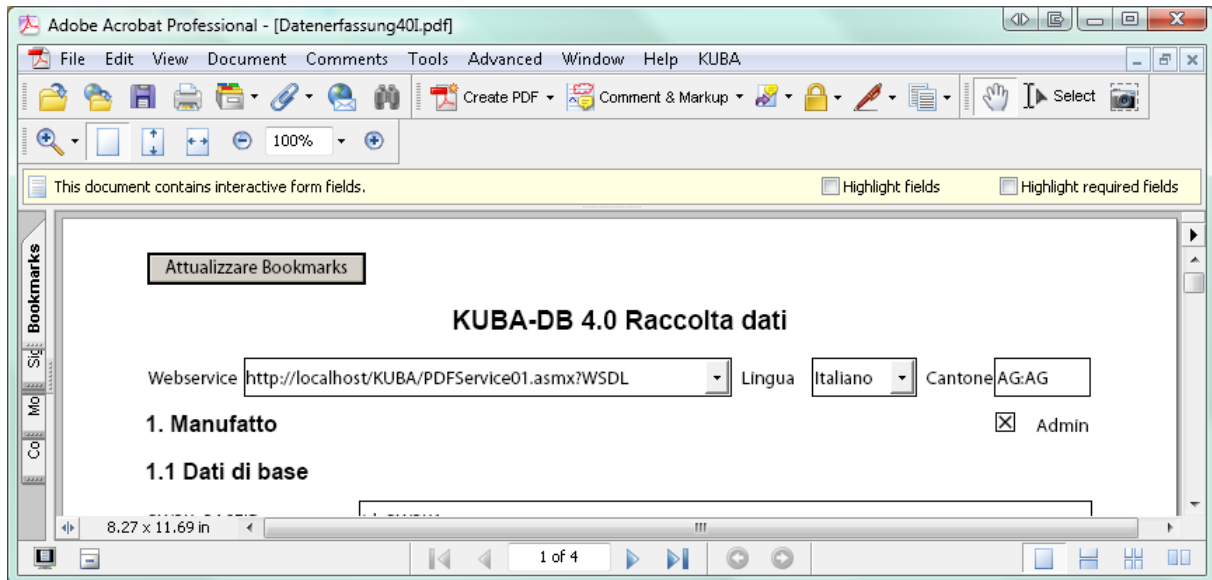 Adobe Acrobat Professional - [Datenerfassung40I.pdf]
File Edit View Document Comments Tools Advanced Window Help KUBA
Create PDF Comment & Markup Select
100%
This document contains interactive form fields. Highlight fields Highlight required fields
Bookmarks
Sig
Mo
Co
Attualizzare Bookmarks
KUBA-DB 4.0 Raccolta dati
Webservice http://localhost/KUBA/PDFService01.asmx?WSDL Lingua Italiano Cantone AG:AG
1. Manufatto Admin
1.1 Dati di base
8.27 x 11.69 in
1 of 4